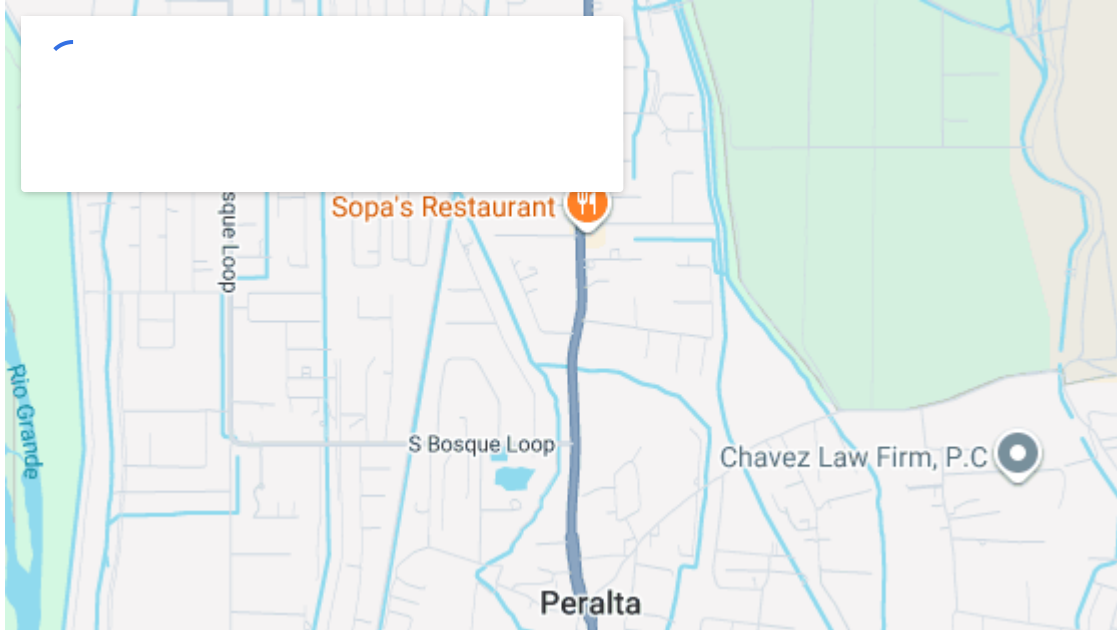 Sopa's Restaurant
sque Loop
Rio Grande
S Bosque Loop
Chavez Law Firm, P.C
Peralta